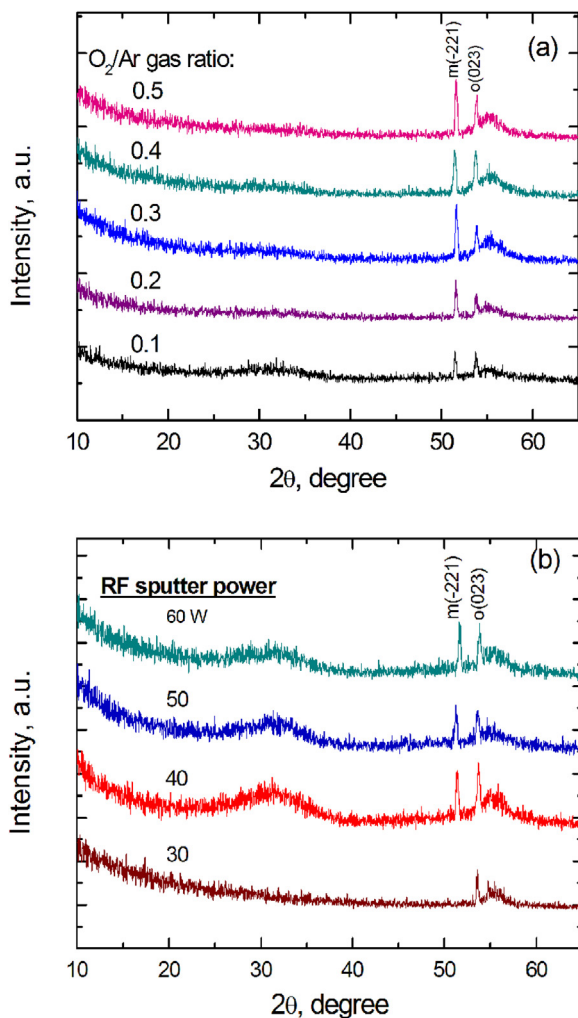 (a)
O₂/Ar gas ratio:
m(-221)
o(023)
0.5
0.4
0.3
0.2
0.1
Intensity, a.u.
10 20 30 40 50 60
2θ, degree
(b)
RF sputter power
m(-221)
o(023)
60 W
50
40
30
Intensity, a.u.
10 20 30 40 50 60
2θ, degree